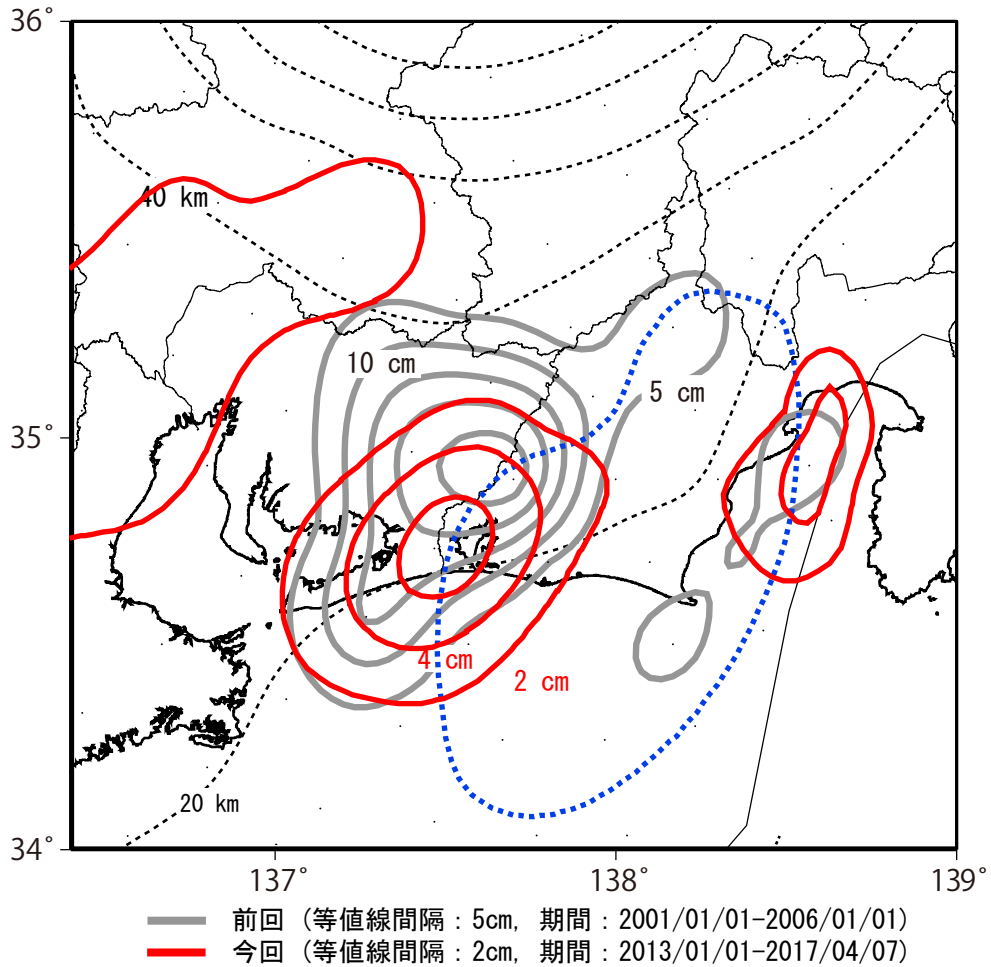 36°
40 km
10 cm
5 cm
35°
4 cm
2 cm
20 km
34°
137°
138°
139°
前回 (等値線間隔：5cm, 期間：2001/01/01-2006/01/01)
今回 (等値線間隔：2cm, 期間：2013/01/01-2017/04/07)